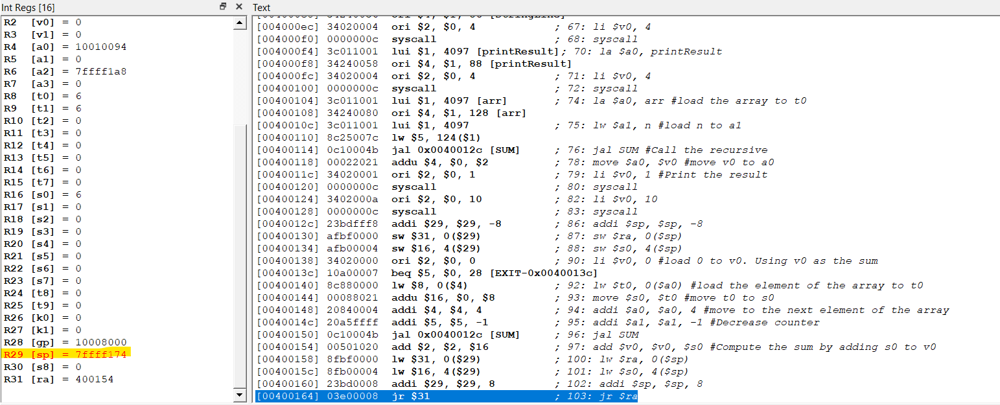 Int Regs [16]
R2 [v0] = 0
R3 [v1] = 0
R4 [a0] = 10010094
R5 [a1] = 0
R6 [a2] = 7ffff1a8
R7 [a3] = 0
R8 [t0] = 6
R9 [t1] = 6
R10 [t2] = 0
R11 [t3] = 0
R12 [t4] = 0
R13 [t5] = 0
R14 [t6] = 0
R15 [t7] = 0
R16 [s0] = 6
R17 [s1] = 0
R18 [s2] = 0
R19 [s3] = 0
R20 [s4] = 0
R21 [s5] = 0
R22 [s6] = 0
R23 [s7] = 0
R24 [t8] = 0
R25 [t9] = 0
R26 [k0] = 0
R27 [k1] = 0
R28 [gp] = 10008000
R29 [sp] = 7ffff174
R30 [s8] = 0
R31 [ra] = 400154
Text
[004000ec] 34020004 ori $2, $0, 4 ; 67: li $v0, 4
[004000f0] 0000000c syscall ; 68: syscall
[004000f4] 3c011001 lui $1, 4097 [printResult]; 70: la $a0, printResult
[004000f8] 34240058 ori $4, $1, 88 [printResult]
[004000fc] 34020004 ori $2, $0, 4 ; 71: li $v0, 4
[00400100] 0000000c syscall ; 72: syscall
[00400104] 3c011001 lui $1, 4097 [arr] ; 74: la $a0, arr #load the array to t0
[00400108] 34240080 ori $4, $1, 128 [arr]
[0040010c] 3c011001 lui $1, 4097 ; 75: lw $a1, n #load n to a1
[00400110] 8c25007c lw $5, 124($1)
[00400114] 0c10004b jal 0x0040012c [SUM] ; 76: jal SUM #Call the recursive
[00400118] 00022021 addu $4, $0, $2 ; 78: move $a0, $v0 #move v0 to a0
[0040011c] 34020001 ori $2, $0, 1 ; 79: li $v0, 1 #Print the result
[00400120] 0000000c syscall ; 80: syscall
[00400124] 3402000a ori $2, $0, 10 ; 82: li $v0, 10
[00400128] 0000000c syscall ; 83: syscall
[0040012c] 23bdfff8 addi $29, $29, -8 ; 86: addi $sp, $sp, -8
[00400130] afbf0000 sw $31, 0($29) ; 87: sw $ra, 0($sp)
[00400134] afb00004 sw $16, 4($29) ; 88: sw $s0, 4($sp)
[00400138] 34020000 ori $2, $0, 0 ; 90: li $v0, 0 #load 0 to v0. Using v0 as the sum
[0040013c] 10a00007 beq $5, $0, 28 [EXIT-0x0040013c]
[00400140] 8c880000 lw $8, 0($4) ; 92: lw $t0, 0($a0) #load the element of the array to t0
[00400144] 00088021 addu $16, $0, $8 ; 93: move $s0, $t0 #move t0 to s0
[00400148] 20840004 addi $4, $4, 4 ; 94: addi $a0, $a0, 4 #move to the next element of the array
[0040014c] 20a5ffff addi $5, $5, -1 ; 95: addi $a1, $a1, -1 #Decrease counter
[00400150] 0c10004b jal 0x0040012c [SUM] ; 96: jal SUM
[00400154] 00501020 add $2, $2, $16 ; 97: add $v0, $v0, $s0 #Compute the sum by adding s0 to v0
[00400158] 8fbf0000 lw $31, 0($29) ; 100: lw $ra, 0($sp)
[0040015c] 8fb00004 lw $16, 4($29) ; 101: lw $s0, 4($sp)
[00400160] 23bd0008 addi $29, $29, 8 ; 102: addi $sp, $sp, 8
[00400164] 03e00008 jr $31 ; 103: jr $ra